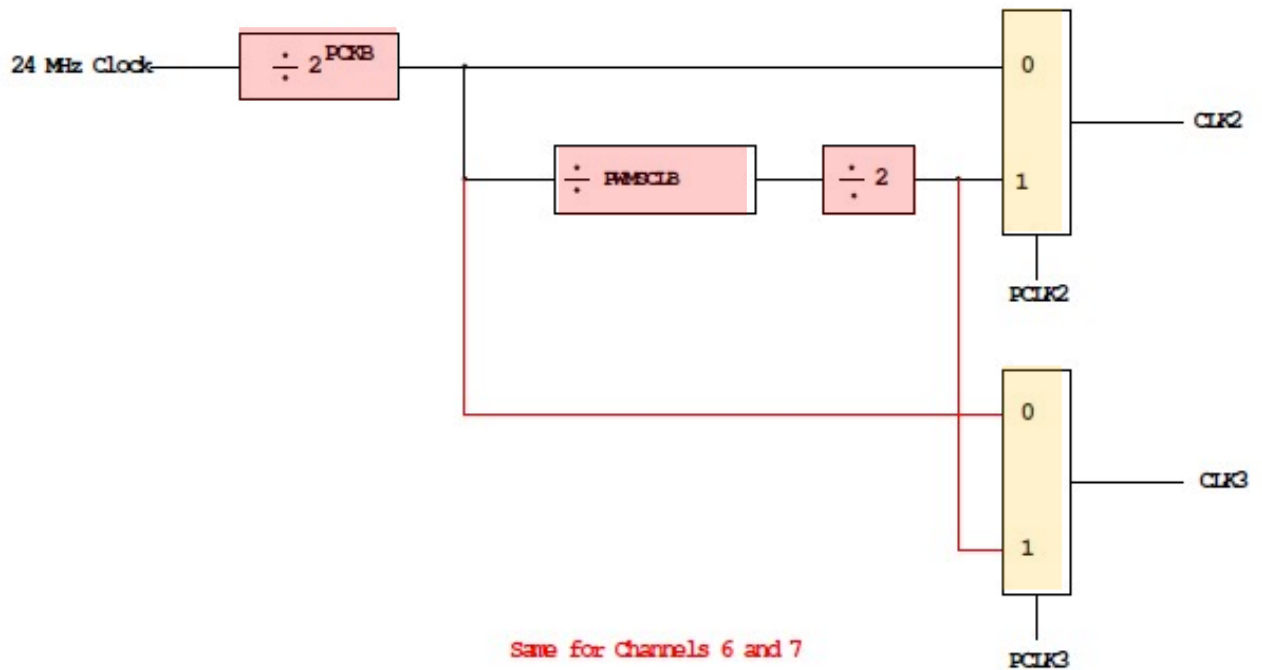 24 MHz Clock
÷ 2^PCKB
0
CLK2
÷ PWMSCLB
÷ 2
1
PCLK2
0
CLK3
1
Same for Channels 6 and 7
PCLK3